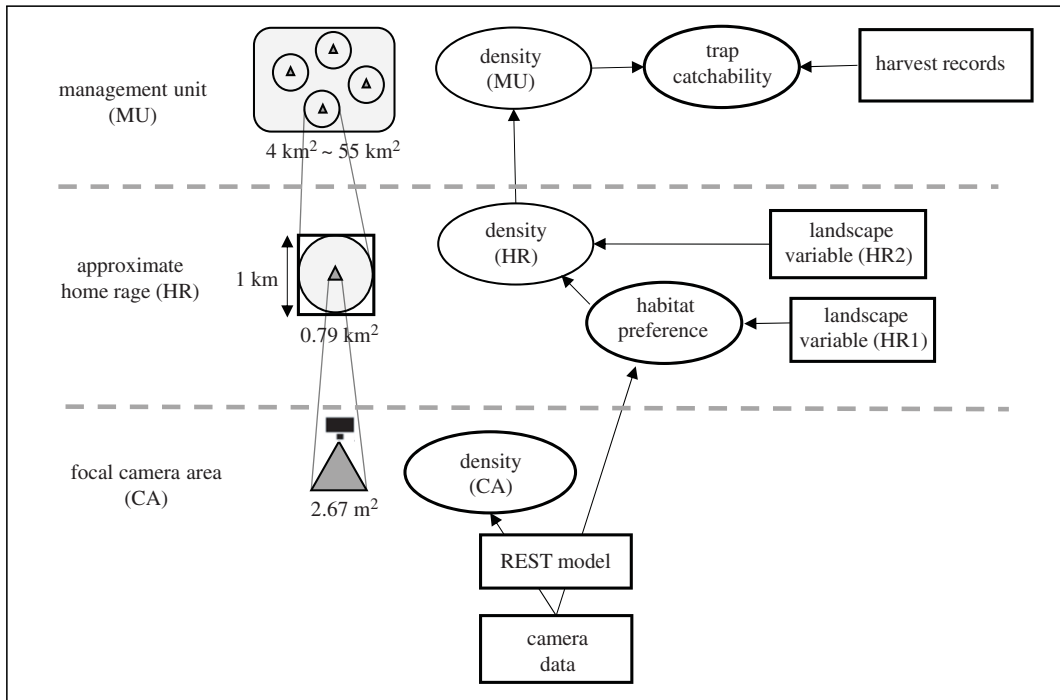 management unit
(MU)
4 km² ~ 55 km²
density
(MU)
trap
catchability
harvest records
approximate
home rage (HR)
1 km
0.79 km²
density
(HR)
landscape
variable (HR2)
habitat
preference
landscape
variable (HR1)
focal camera area
(CA)
2.67 m²
density
(CA)
REST model
camera
data